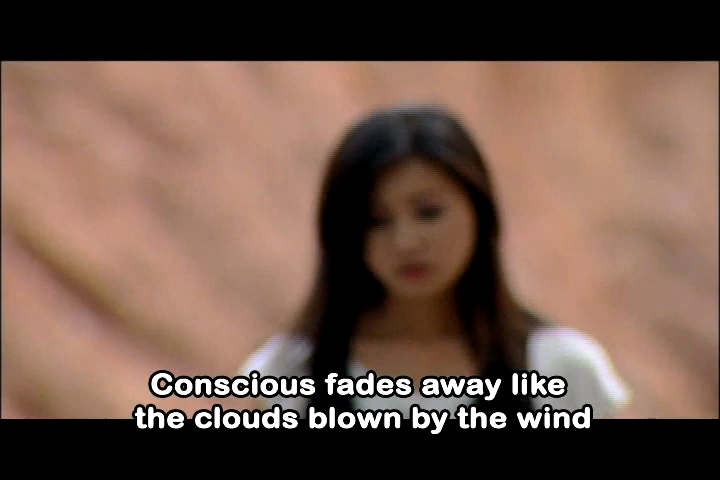 Conscious fades away like
the clouds blown by the wind